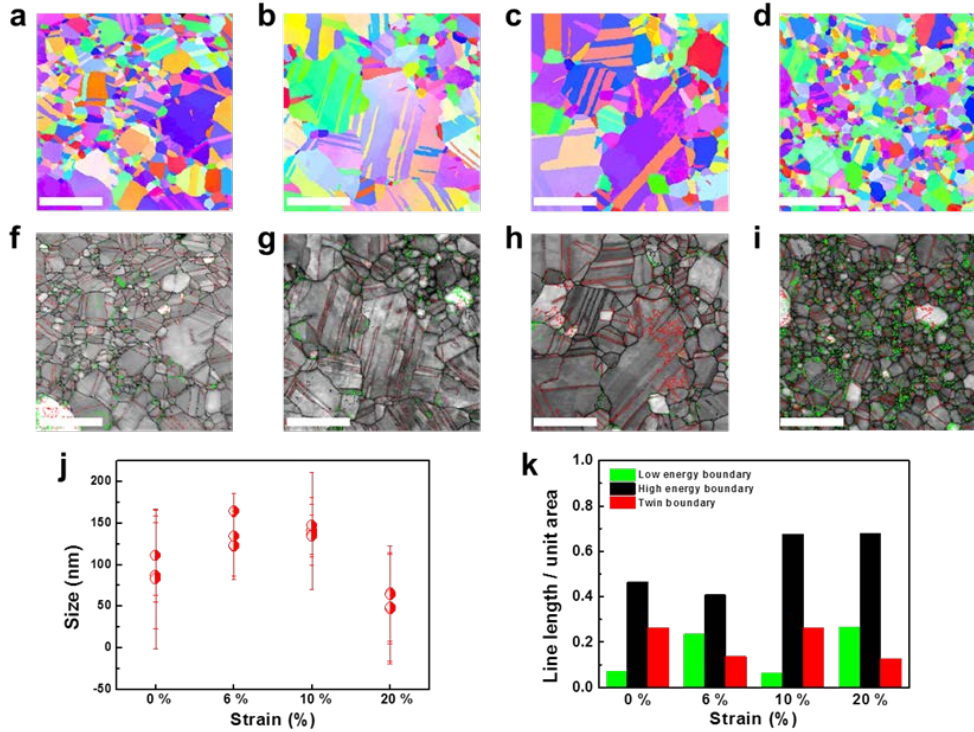 a b c d
f g h i
j
Size (nm)
200
150
100
50
0
-50
0 % 6 % 10 % 20 %
Strain (%)
k
Line length / unit area
1.0
0.8
0.6
0.4
0.2
0.0
Low energy boundary
High energy boundary
Twin boundary
0 % 6 % 10 % 20 %
Strain (%)